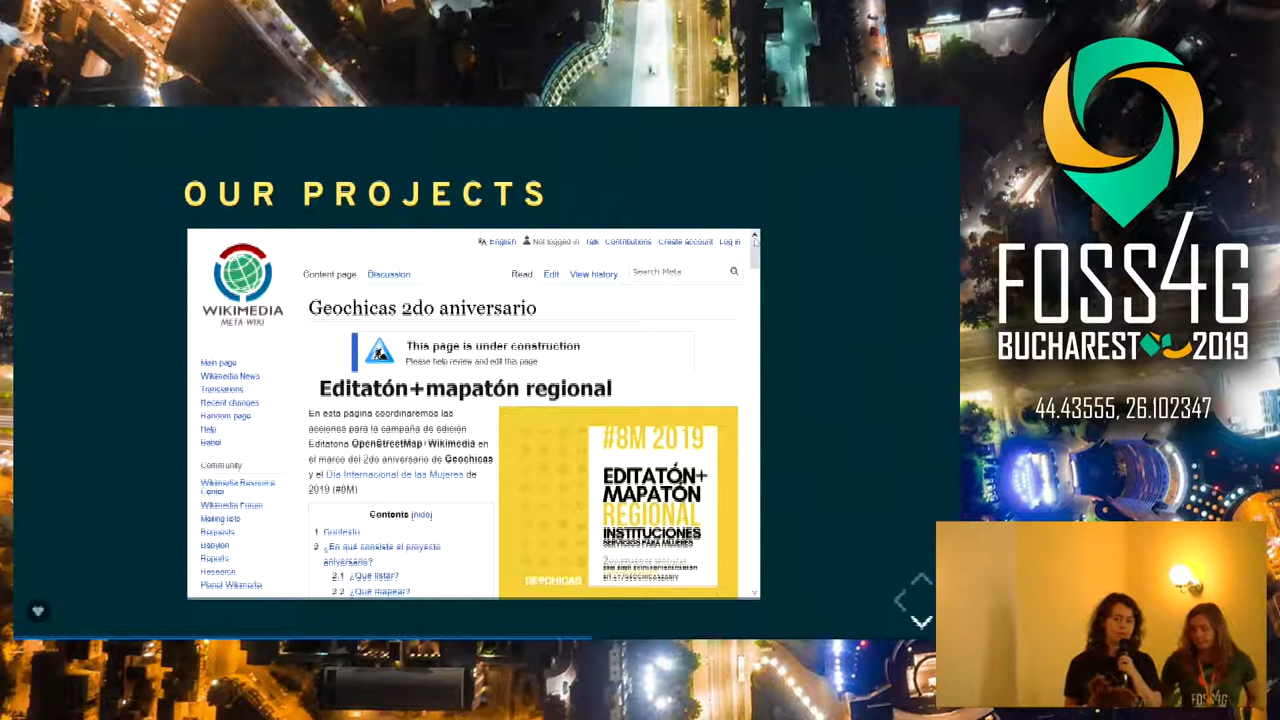 OUR PROJECTS
English Not logged in Talk Contributions Create account Log in
Content page Discussion
Read Edit View history Search Meta
WIKIMEDIA
META-WIKI
Geochicas 2do aniversario
This page is under construction
Please help review and edit this page
Editatón+mapatón regional
En esta página coordinaremos las
acciones para la campaña de edición
Editatona OpenStreetMap Wikimedia en
el marco del 2do aniversario de Geochicas
y el Día Internacional de las Mujeres de
2019 (#8M)
Contents [hide]
1 Contexto
2 ¿En qué consiste el proyecto
aniversario?
2.1 ¿Qué listar?
2.2 ¿Qué mapear?
Main page
Wikimedia News
Translations
Recent changes
Random page
Help
Babel
Community
Wikimedia Resource
Center
Wikimedia Forum
Mailing lists
Requests
Babylon
Reports
Research
Planet Wikimedia
#8M 2019
EDITATÓN+
MAPATÓN
REGIONAL
INSTITUCIONES
SERVICIOS PARA MUJERES
GEOCHICAS
FOSS4G
BUCHAREST 2019
44.43555, 26.102347
FOSS4G